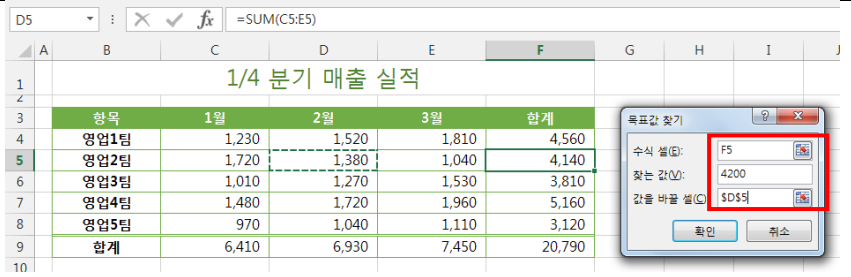 D5 fx =SUM(C5:E5)
A B C D E F G H I J
1 1/4 분기 매출 실적
2
3 항목 1월 2월 3월 합계
4 영업1팀 1,230 1,520 1,810 4,560
5 영업2팀 1,720 1,380 1,040 4,140
6 영업3팀 1,010 1,270 1,530 3,810
7 영업4팀 1,480 1,720 1,960 5,160
8 영업5팀 970 1,040 1,110 3,120
9 합계 6,410 6,930 7,450 20,790
10
목표값 찾기
수식 셀(E): F5
찾는 값(V): 4200
값을 바꿀 셀(C) $D$5
확인 취소